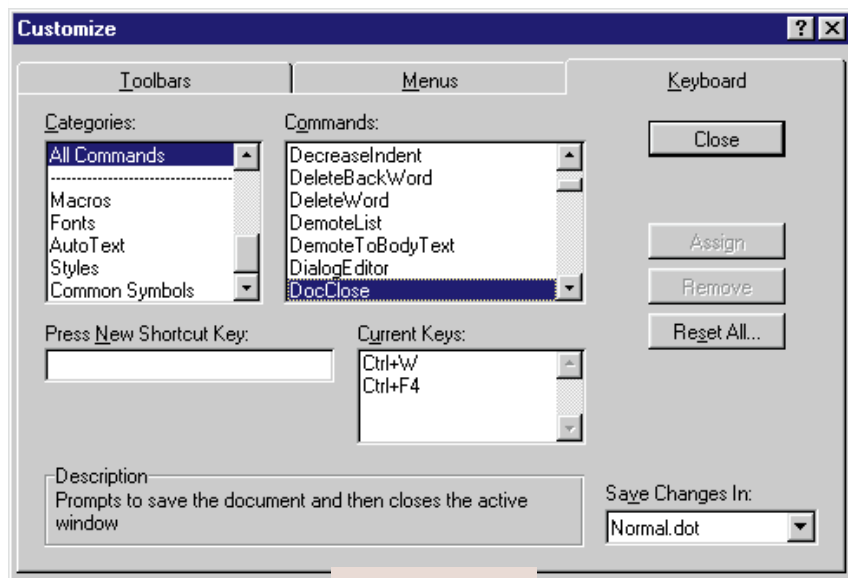 Customize
Toolbars
Menus
Keyboard
Categories:
All Commands
Macros
Fonts
AutoText
Styles
Common Symbols
Commands:
DecreaseIndent
DeleteBackWord
DeleteWord
DemoteList
DemoteToBodyText
DialogEditor
DocClose
Close
Assign
Remove
Reset All...
Press New Shortcut Key:
Current Keys:
Ctrl+W
Ctrl+F4
Description
Prompts to save the document and then closes the active
window
Save Changes In:
Normal.dot